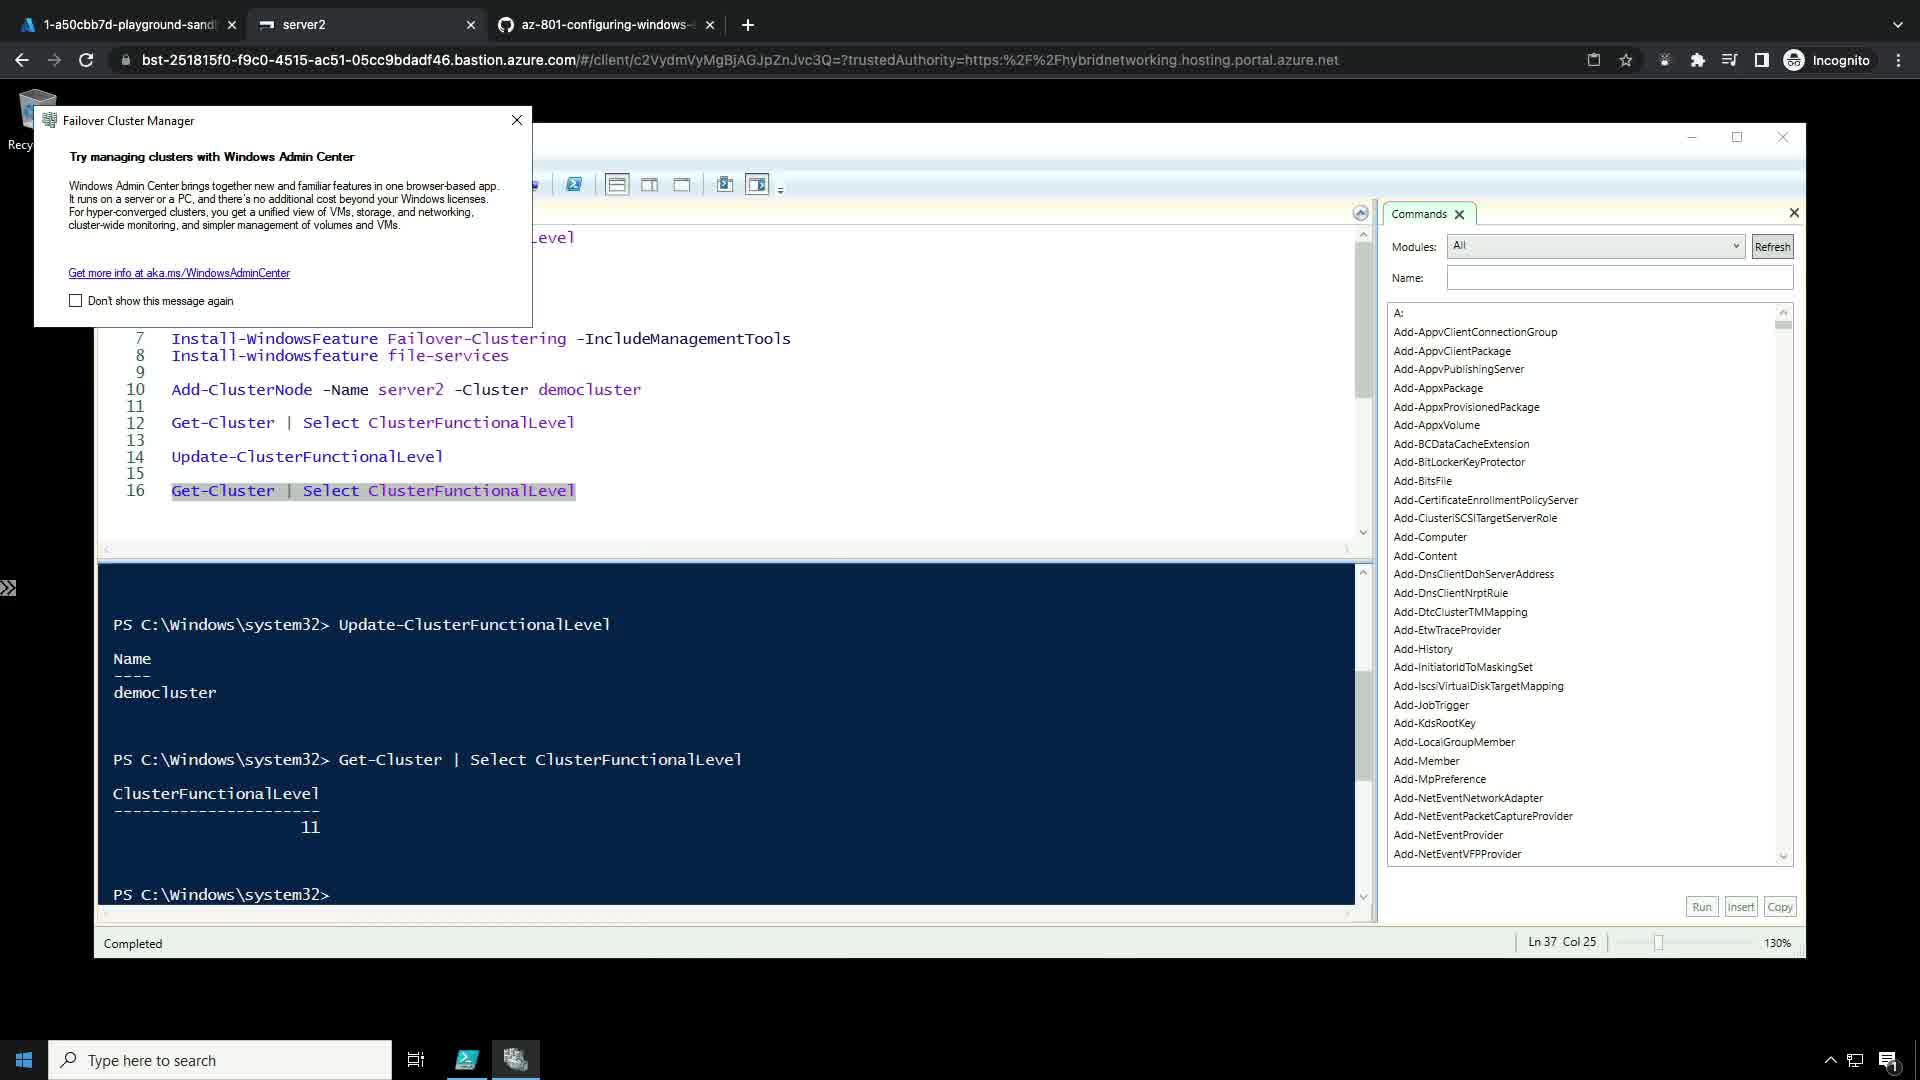 1-a50cbb7d-playground-sand
server2
az-801-configuring-windows-
bst-251815f0-f9c0-4515-ac51-05cc9bdadf46.bastion.azure.com/#/client/c2VydmVyMgBjAGJpZnJvc3Q=?trustedAuthority=https:%2F%2Fhybridnetworking.hosting.portal.azure.net
Incognito
Recy
Failover Cluster Manager
Try managing clusters with Windows Admin Center
Windows Admin Center brings together new and familiar features in one browser-based app.
It runs on a server or a PC, and there's no additional cost beyond your Windows licenses.
For hyper-converged clusters, you get a unified view of VMs, storage, and networking,
cluster-wide monitoring, and simpler management of volumes and VMs.
Get more info at aka.ms/WindowsAdminCenter
Don't show this message again
Level
7 Install-WindowsFeature Failover-Clustering -IncludeManagementTools
8 Install-windowsfeature file-services
9
10 Add-ClusterNode -Name server2 -Cluster democluster
11
12 Get-Cluster | Select ClusterFunctionalLevel
13
14 Update-ClusterFunctionalLevel
15
16 Get-Cluster | Select ClusterFunctionalLevel
PS C:\Windows\system32> Update-ClusterFunctionalLevel
Name
----
democluster
PS C:\Windows\system32> Get-Cluster | Select ClusterFunctionalLevel
ClusterFunctionalLevel
----------------------
11
PS C:\Windows\system32>
Completed
Ln 37 Col 25
130%
Commands
Modules:
All
Refresh
Name:
A:
Add-AppvClientConnectionGroup
Add-AppvClientPackage
Add-AppvPublishingServer
Add-AppxPackage
Add-AppxProvisionedPackage
Add-AppxVolume
Add-BCDataCacheExtension
Add-BitLockerKeyProtector
Add-BitsFile
Add-CertificateEnrollmentPolicyServer
Add-ClusteriSCSITargetServerRole
Add-Computer
Add-Content
Add-DnsClientDohServerAddress
Add-DnsClientNrptRule
Add-DtcClusterTMMapping
Add-EtwTraceProvider
Add-History
Add-InitiatorIdToMaskingSet
Add-IscsiVirtualDiskTargetMapping
Add-JobTrigger
Add-KdsRootKey
Add-LocalGroupMember
Add-Member
Add-MpPreference
Add-NetEventNetworkAdapter
Add-NetEventPacketCaptureProvider
Add-NetEventProvider
Add-NetEventVFPProvider
Run
Insert
Copy
Type here to search
1